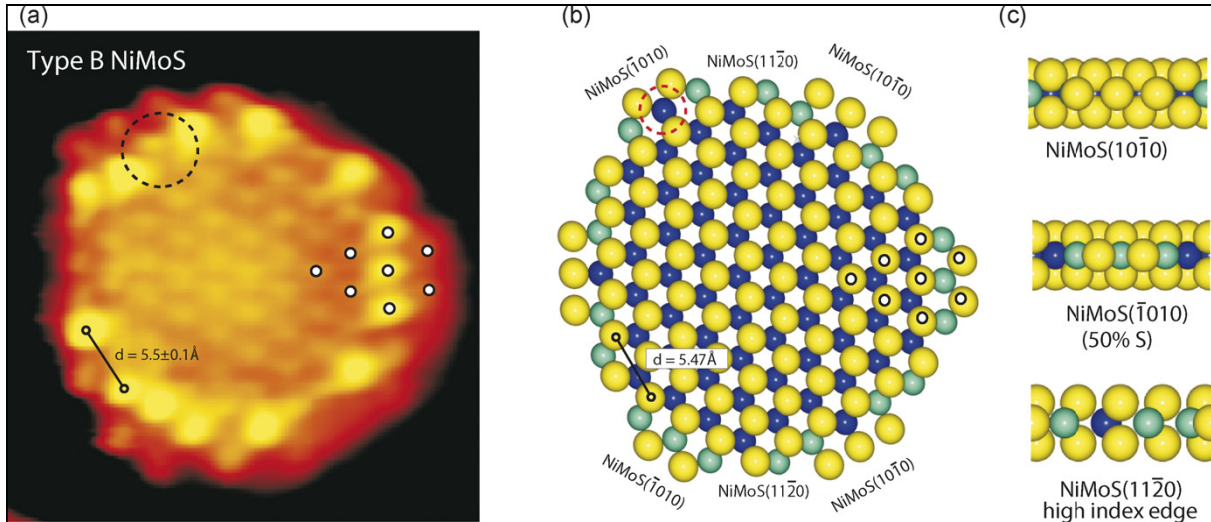 (a)
Type B NiMoS
d = 5.5±0.1Å
(b)
NiMoS(1̅010)
NiMoS(112̅0)
NiMoS(101̅0)
d = 5.47Å
NiMoS(1̅010)
NiMoS(112̅0)
NiMoS(101̅0)
(c)
NiMoS(101̅0)
NiMoS(1̅010)
(50% S)
NiMoS(112̅0)
high index edge